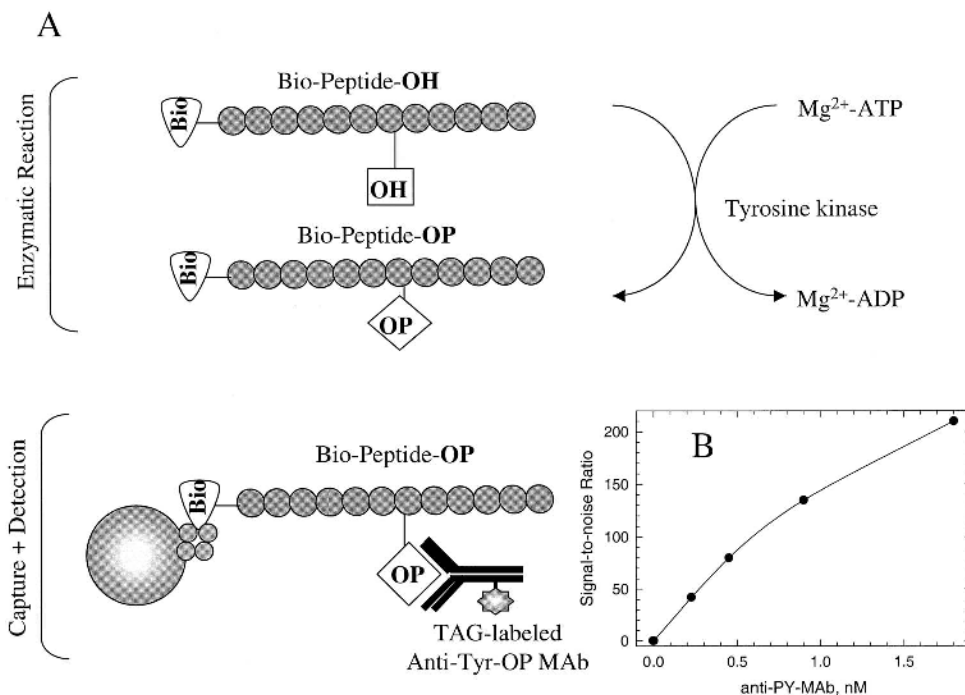 A
Enzymatic Reaction
Bio-Peptide-OH
Bio
OH
Bio-Peptide-OP
Bio
OP
Mg²⁺-ATP
Tyrosine kinase
Mg²⁺-ADP
Capture + Detection
Bio-Peptide-OP
Bio
OP
TAG-labeled
Anti-Tyr-OP MAb
B
Signal-to-noise Ratio
200
150
100
50
0
0.0 0.5 1.0 1.5
anti-PY-MAb, nM